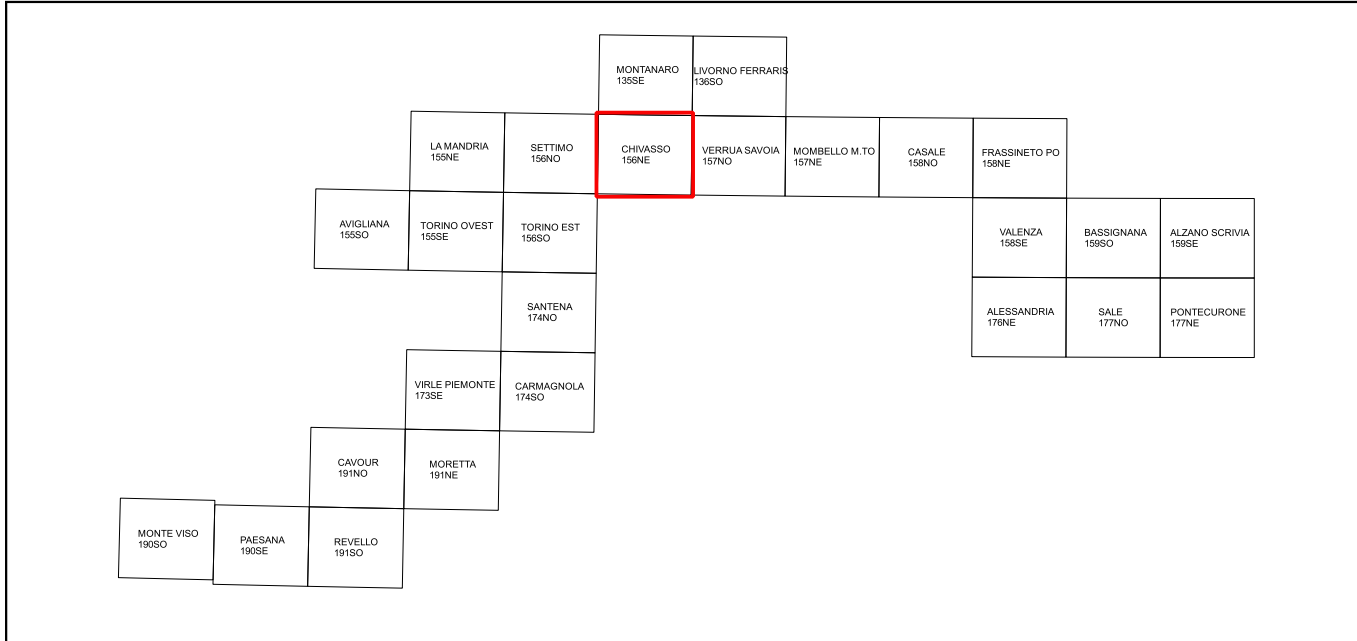 MONTANARO
135SE
LIVORNO FERRARIS
136SO
LA MANDRIA
155NE
SETTIMO
156NO
CHIVASSO
156NE
VERRUA SAVOIA
157NO
MOMBELLO M.TO
157NE
CASALE
158NO
FRASSINETO PO
158NE
AVIGLIANA
155SO
TORINO OVEST
155SE
TORINO EST
156SO
VALENZA
158SE
BASSIGNANA
159SO
ALZANO SCRIVIA
159SE
SANTENA
174NO
ALESSANDRIA
176NE
SALE
177NO
PONTECURONE
177NE
VIRLE PIEMONTE
173SE
CARMAGNOLA
174SO
CAVOUR
191NO
MORETTA
191NE
MONTE VISO
190SO
PAESANA
190SE
REVELLO
191SO